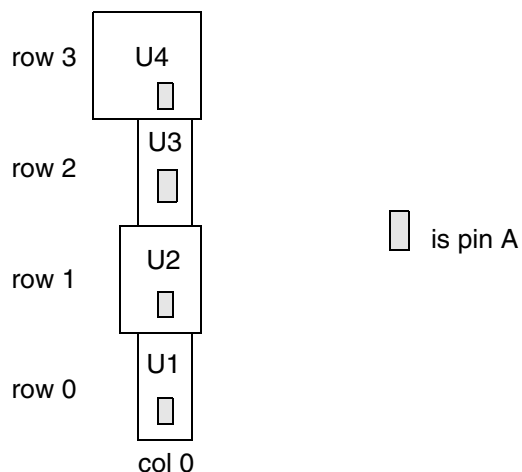 row 3
U4
U3
row 2
is pin A
U2
row 1
U1
row 0
col 0